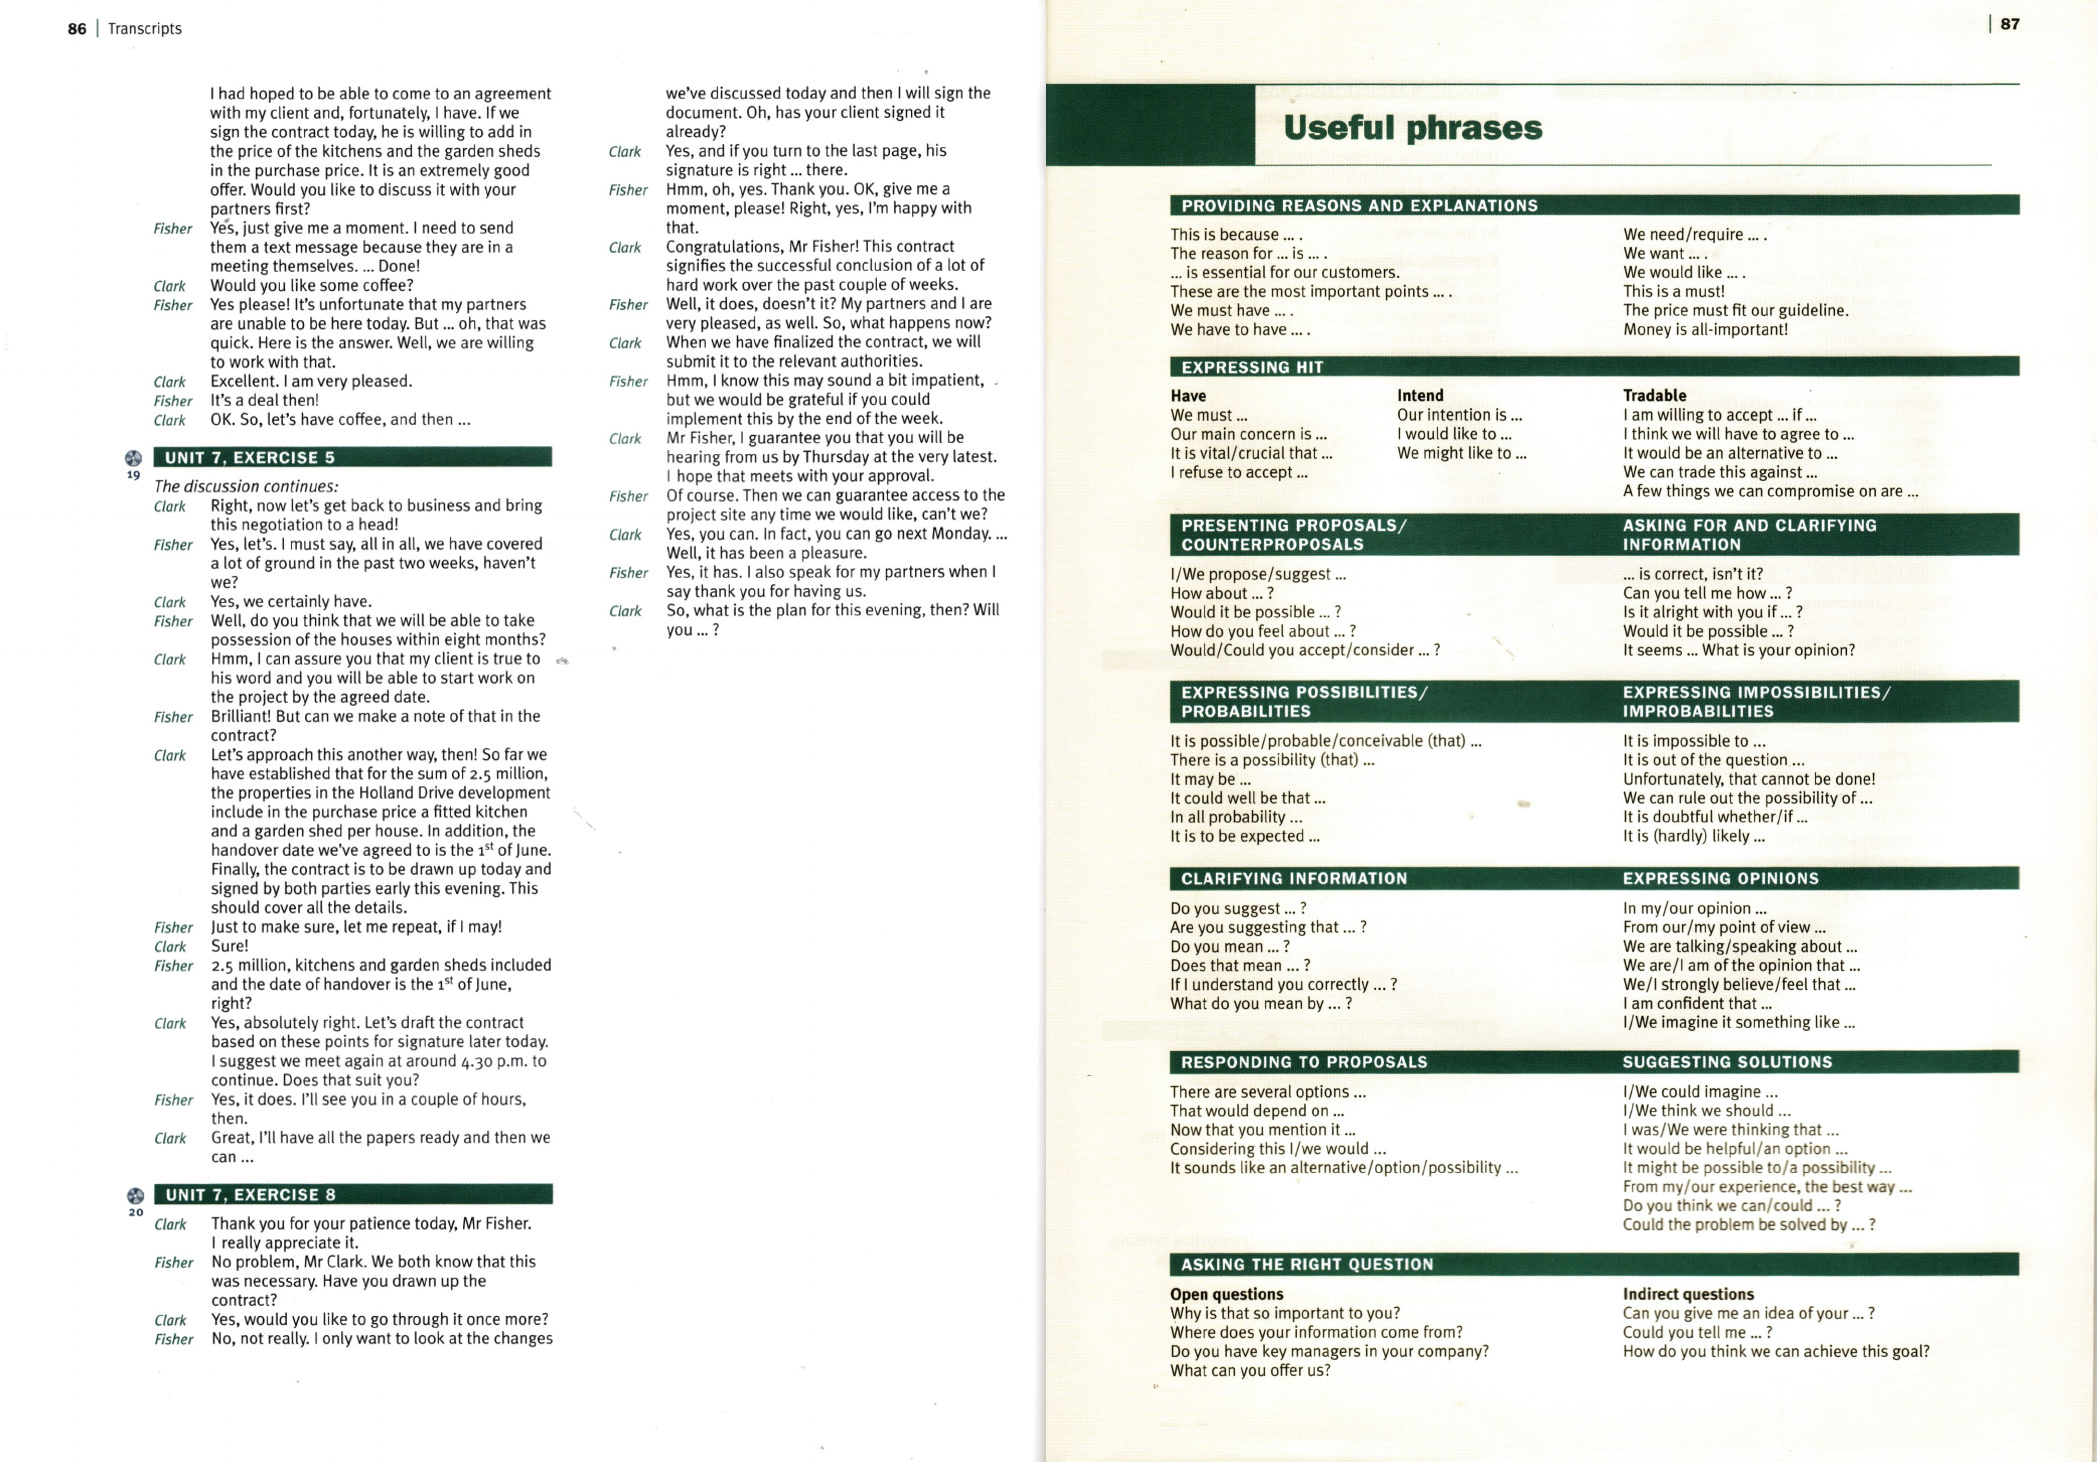 86 | Transcripts
I had hoped to be able to come to an agreement
with my client and, fortunately, I have. If we
sign the contract today, he is willing to add in
the price of the kitchens and the garden sheds
in the purchase price. It is an extremely good
offer. Would you like to discuss it with your
partners first?
Fisher Yes, just give me a moment. I need to send
them a text message because they are in a
meeting themselves. ... Done!
Clark Would you like some coffee?
Fisher Yes please! It's unfortunate that my partners
are unable to be here today. But ... oh, that was
quick. Here is the answer. Well, we are willing
to work with that.
Clark Excellent. I am very pleased.
Fisher It's a deal then!
Clark OK. So, let's have coffee, and then ...
UNIT 7, EXERCISE 5
19
The discussion continues:
Clark Right, now let's get back to business and bring
this negotiation to a head!
Fisher Yes, let's. I must say, all in all, we have covered
a lot of ground in the past two weeks, haven't
we?
Clark Yes, we certainly have.
Fisher Well, do you think that we will be able to take
possession of the houses within eight months?
Clark Hmm, I can assure you that my client is true to
his word and you will be able to start work on
the project by the agreed date.
Fisher Brilliant! But can we make a note of that in the
contract?
Clark Let's approach this another way, then! So far we
have established that for the sum of 2.5 million,
the properties in the Holland Drive development
include in the purchase price a fitted kitchen
and a garden shed per house. In addition, the
handover date we've agreed to is the 1st of June.
Finally, the contract is to be drawn up today and
signed by both parties early this evening. This
should cover all the details.
Fisher Just to make sure, let me repeat, if I may!
Clark Sure!
Fisher 2.5 million, kitchens and garden sheds included
and the date of handover is the 1st of June,
right?
Clark Yes, absolutely right. Let's draft the contract
based on these points for signature later today.
I suggest we meet again at around 4.30 p.m. to
continue. Does that suit you?
Fisher Yes, it does. I'll see you in a couple of hours,
then.
Clark Great, I'll have all the papers ready and then we
can ...
UNIT 7, EXERCISE 8
20
Clark Thank you for your patience today, Mr Fisher.
I really appreciate it.
Fisher No problem, Mr Clark. We both know that this
was necessary. Have you drawn up the
contract?
Clark Yes, would you like to go through it once more?
Fisher No, not really. I only want to look at the changes
we've discussed today and then I will sign the
document. Oh, has your client signed it
already?
Clark Yes, and if you turn to the last page, his
signature is right ... there.
Fisher Hmm, oh, yes. Thank you. OK, give me a
moment, please! Right, yes, I'm happy with
that.
Clark Congratulations, Mr Fisher! This contract
signifies the successful conclusion of a lot of
hard work over the past couple of weeks.
Fisher Well, it does, doesn't it? My partners and I are
very pleased, as well. So, what happens now?
Clark When we have finalized the contract, we will
submit it to the relevant authorities.
Fisher Hmm, I know this may sound a bit impatient,
but we would be grateful if you could
implement this by the end of the week.
Clark Mr Fisher, I guarantee you that you will be
hearing from us by Thursday at the very latest.
I hope that meets with your approval.
Fisher Of course. Then we can guarantee access to the
project site any time we would like, can't we?
Clark Yes, you can. In fact, you can go next Monday. ...
Well, it has been a pleasure.
Fisher Yes, it has. I also speak for my partners when I
say thank you for having us.
Clark So, what is the plan for this evening, then? Will
you ... ?
| 87
Useful phrases
PROVIDING REASONS AND EXPLANATIONS
This is because ... .
The reason for ... is ... .
... is essential for our customers.
These are the most important points ... .
We must have ... .
We have to have ... .
We need/require ... .
We want ... .
We would like ... .
This is a must!
The price must fit our guideline.
Money is all-important!
EXPRESSING HIT
Have
We must ...
Our main concern is ...
It is vital/crucial that ...
I refuse to accept ...
Intend
Our intention is ...
I would like to ...
We might like to ...
Tradable
I am willing to accept ... if ...
I think we will have to agree to ...
It would be an alternative to ...
We can trade this against ...
A few things we can compromise on are ...
PRESENTING PROPOSALS/
COUNTERPROPOSALS
I/We propose/suggest ...
How about ... ?
Would it be possible ... ?
How do you feel about ... ?
Would/Could you accept/consider ... ?
ASKING FOR AND CLARIFYING
INFORMATION
... is correct, isn't it?
Can you tell me how ... ?
Is it alright with you if ... ?
Would it be possible ... ?
It seems ... What is your opinion?
EXPRESSING POSSIBILITIES/
PROBABILITIES
It is possible/probable/conceivable (that) ...
There is a possibility (that) ...
It may be ...
It could well be that ...
In all probability ...
It is to be expected ...
EXPRESSING IMPOSSIBILITIES/
IMPROBABILITIES
It is impossible to ...
It is out of the question ...
Unfortunately, that cannot be done!
We can rule out the possibility of ...
It is doubtful whether/if ...
It is (hardly) likely ...
CLARIFYING INFORMATION
Do you suggest ... ?
Are you suggesting that ... ?
Do you mean ... ?
Does that mean ... ?
If I understand you correctly ... ?
What do you mean by ... ?
EXPRESSING OPINIONS
In my/our opinion ...
From our/my point of view ...
We are talking/speaking about ...
We are/I am of the opinion that ...
We/I strongly believe/feel that ...
I am confident that ...
I/We imagine it something like ...
RESPONDING TO PROPOSALS
There are several options ...
That would depend on ...
Now that you mention it ...
Considering this I/we would ...
It sounds like an alternative/option/possibility ...
SUGGESTING SOLUTIONS
I/We could imagine ...
I/We think we should ...
I was/We were thinking that ...
It would be helpful/an option ...
It might be possible to/a possibility ...
From my/our experience, the best way ...
Do you think we can/could ... ?
Could the problem be solved by ... ?
ASKING THE RIGHT QUESTION
Open questions
Why is that so important to you?
Where does your information come from?
Do you have key managers in your company?
What can you offer us?
Indirect questions
Can you give me an idea of your ... ?
Could you tell me ... ?
How do you think we can achieve this goal?